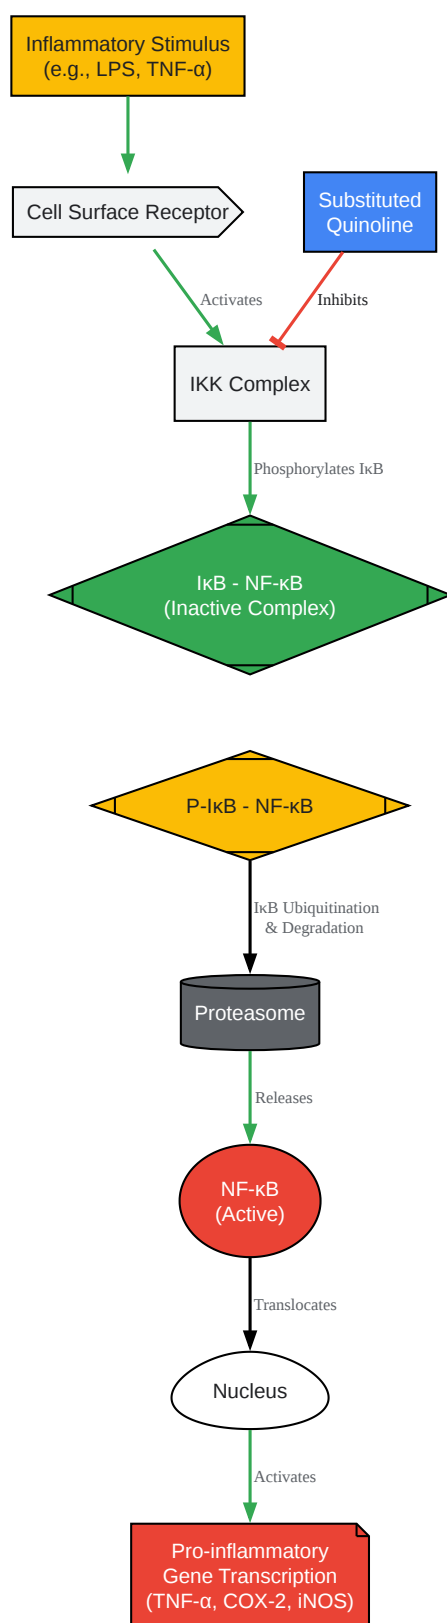 Inflammatory Stimulus
(e.g., LPS, TNF-α)
Cell Surface Receptor
Substituted
Quinoline
Activates
Inhibits
IKK Complex
Phosphorylates IκB
IκB - NF-κB
(Inactive Complex)
P-IκB - NF-κB
IκB Ubiquitination
& Degradation
Proteasome
Releases
NF-κB
(Active)
Translocates
Nucleus
Activates
Pro-inflammatory
Gene Transcription
(TNF-α, COX-2, iNOS)